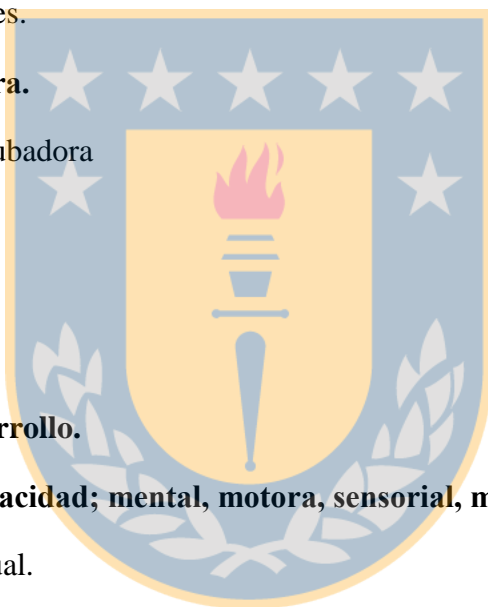 es.
ra.
ubadora
rrollo.
acidad; mental, motora, sensorial, m
ual.